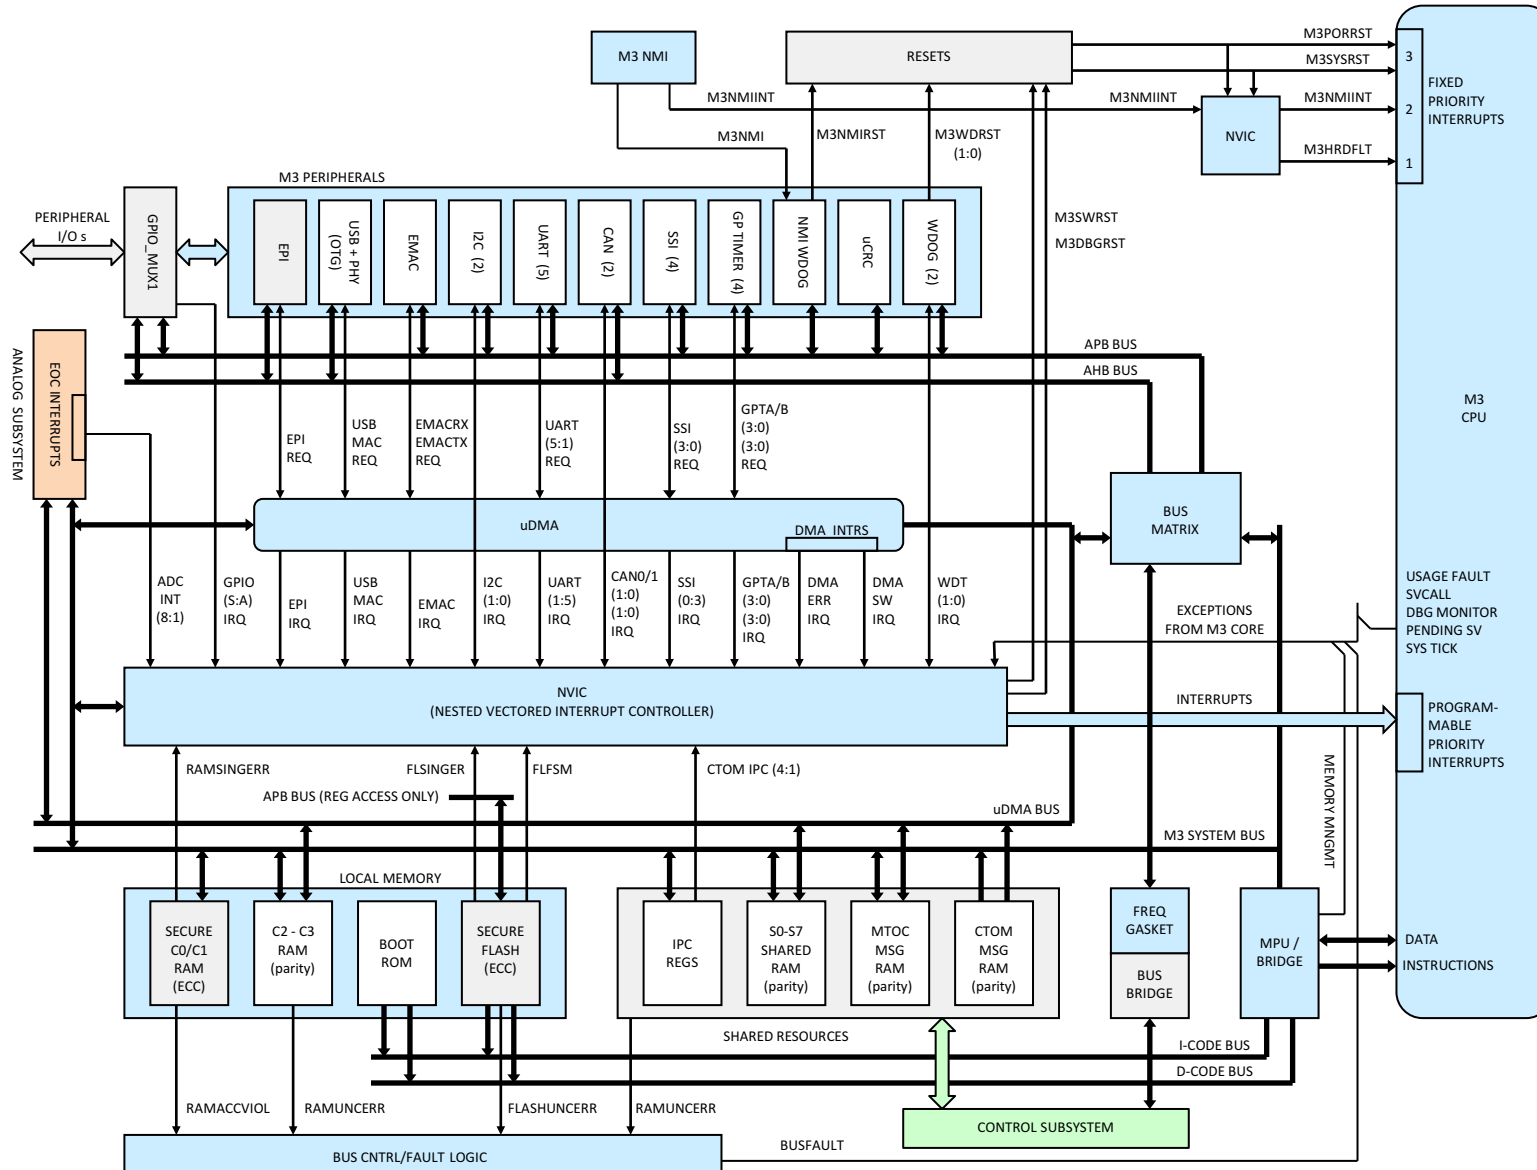 M3 NMI
RESETS
M3PORRST
M3SYSRST
3
FIXED
PRIORITY
INTERRUPTS
2
1
M3NMIINT
M3NMIINT
M3NMIINT
NVIC
M3HRDFLT
M3NMI
M3NMIRST
M3WDRST
(1:0)
M3SWRST
M3DBGRST
M3 PERIPHERALS
PERIPHERAL
I/O s
GPIO_MUX1
EPI
USB + PHY
(OTG)
EMAC
I2C (2)
UART (5)
CAN (2)
SSI (4)
GP TIMER (4)
NMI WDOG
uCRC
WDOG (2)
APB BUS
AHB BUS
ANALOG SUBSYSTEM
EOC INTERRUPTS
M3
CPU
EPI
REQ
USB
MAC
REQ
EMACRX
EMACTX
REQ
UART
(5:1)
REQ
SSI
(3:0)
REQ
GPTA/B
(3:0)
(3:0)
REQ
uDMA
DMA INTRS
BUS
MATRIX
ADC
INT
(8:1)
GPIO
(S:A)
IRQ
EPI
IRQ
USB
MAC
IRQ
EMAC
IRQ
I2C
(1:0)
IRQ
UART
(1:5)
IRQ
CAN0/1
(1:0)
(1:0)
IRQ
SSI
(0:3)
IRQ
GPTA/B
(3:0)
(3:0)
IRQ
DMA
ERR
IRQ
DMA
SW
IRQ
WDT
(1:0)
IRQ
EXCEPTIONS
FROM M3 CORE
USAGE FAULT
SVCALL
DBG MONITOR
PENDING SV
SYS TICK
NVIC
(NESTED VECTORED INTERRUPT CONTROLLER)
INTERRUPTS
PROGRAM-
MABLE
PRIORITY
INTERRUPTS
RAMSINGERR
FLSINGER
FLFSM
CTOM IPC (4:1)
MEMORY MNGMT
APB BUS (REG ACCESS ONLY)
uDMA BUS
M3 SYSTEM BUS
LOCAL MEMORY
SECURE
C0/C1
RAM
(ECC)
C2 - C3
RAM
(parity)
BOOT
ROM
SECURE
FLASH
(ECC)
IPC
REGS
S0-S7
SHARED
RAM
(parity)
MTOC
MSG
RAM
(parity)
CTOM
MSG
RAM
(parity)
FREQ
GASKET
BUS
BRIDGE
MPU /
BRIDGE
DATA
INSTRUCTIONS
SHARED RESOURCES
I-CODE BUS
D-CODE BUS
RAMACCVIOL
RAMUNCERR
FLASHUNCERR
RAMUNCERR
CONTROL SUBSYSTEM
BUS CNTRL/FAULT LOGIC
BUSFAULT